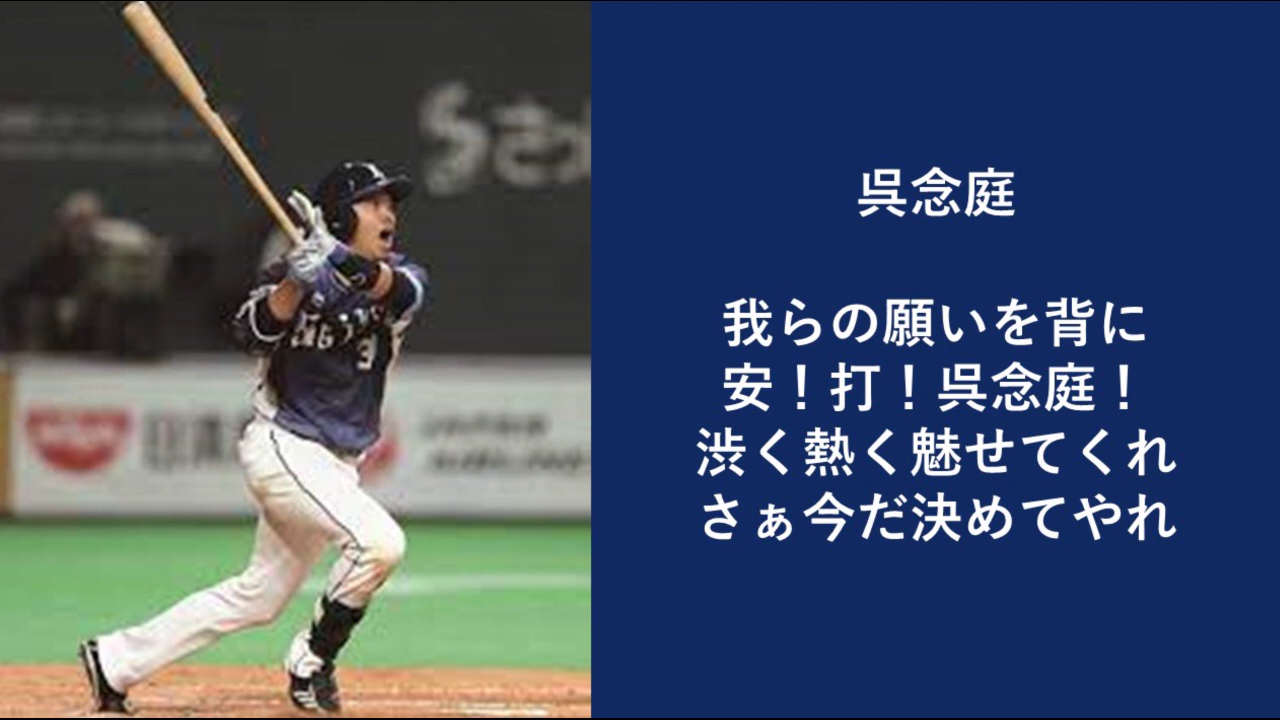 呉念庭
我らの願いを背に
安！打！呉念庭！
渋く熱く魅せてくれ
さぁ今だ決めてやれ